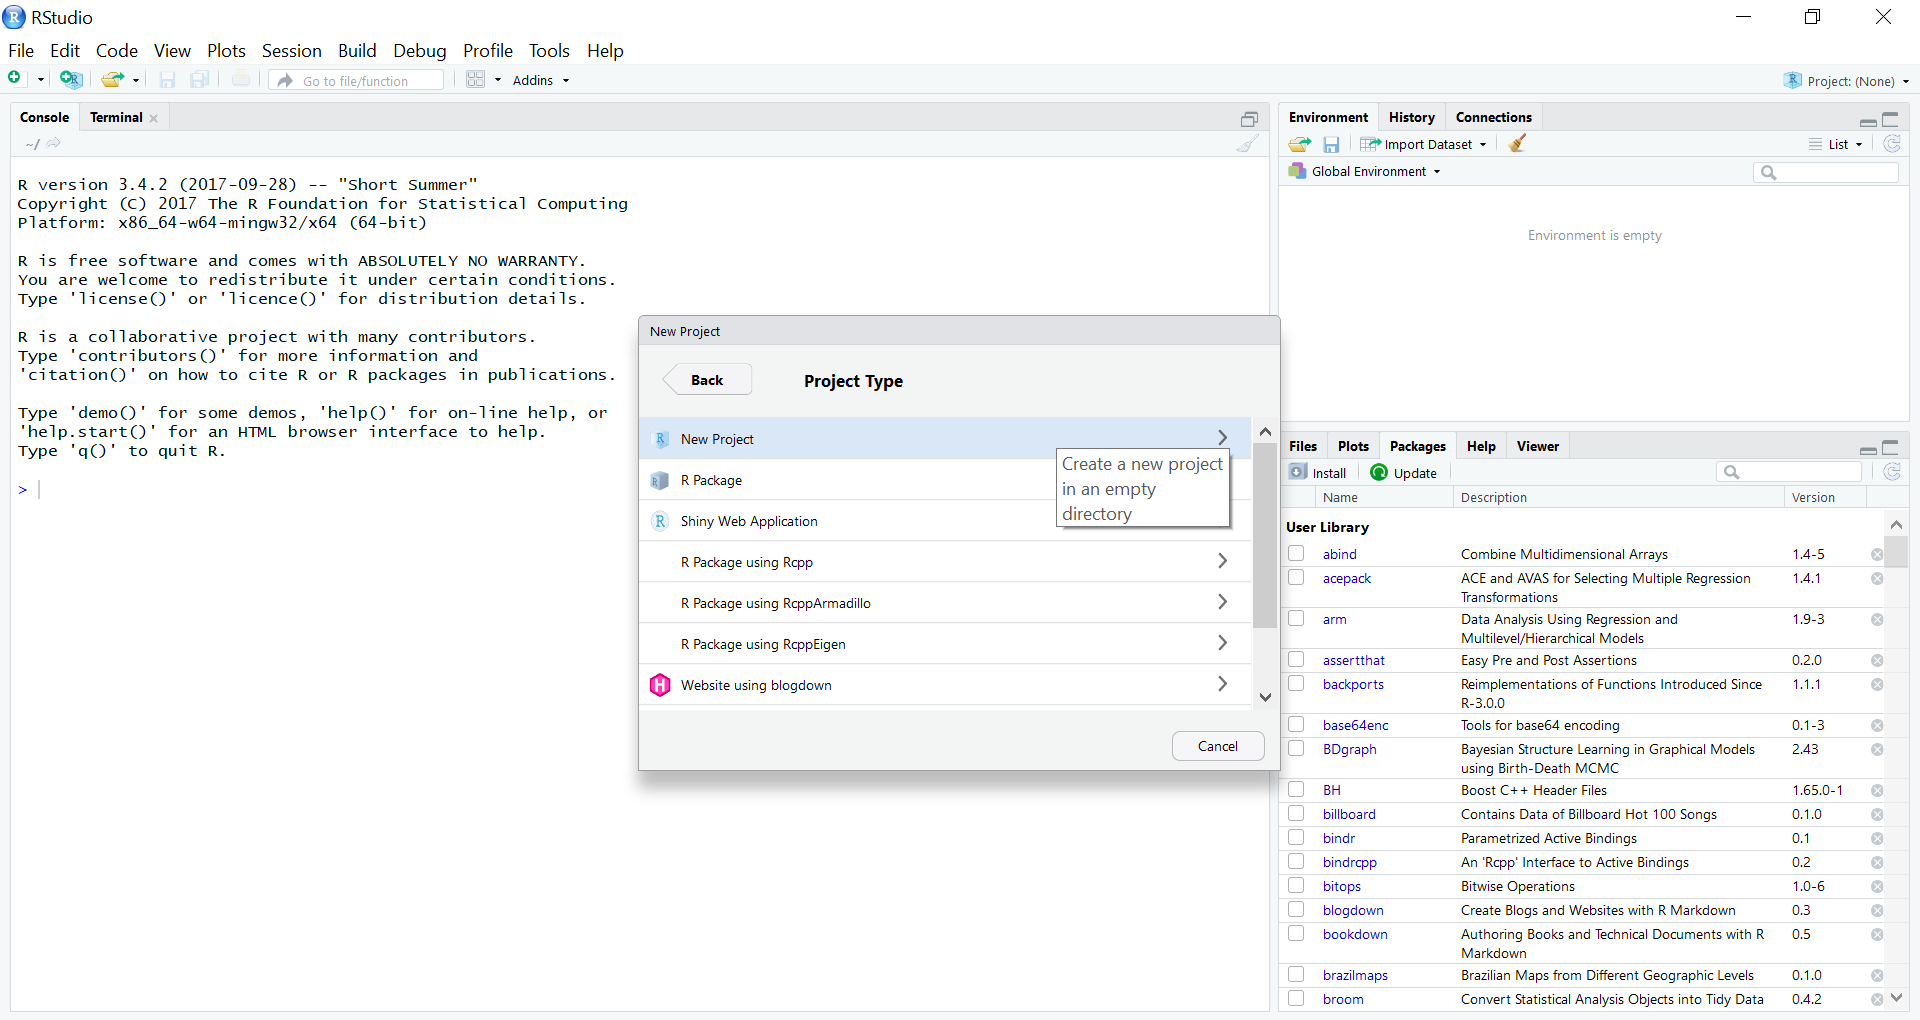 RStudio
File Edit Code View Plots Session Build Debug Profile Tools Help
Go to file/function Addins Project: (None)
Console Terminal
~/
R version 3.4.2 (2017-09-28) -- "Short Summer"
Copyright (C) 2017 The R Foundation for Statistical Computing
Platform: x86_64-w64-mingw32/x64 (64-bit)
R is free software and comes with ABSOLUTELY NO WARRANTY.
You are welcome to redistribute it under certain conditions.
Type 'license()' or 'licence()' for distribution details.
R is a collaborative project with many contributors.
Type 'contributors()' for more information and
'citation()' on how to cite R or R packages in publications.
Type 'demo()' for some demos, 'help()' for on-line help, or
'help.start()' for an HTML browser interface to help.
Type 'q()' to quit R.
>
New Project
Back Project Type
New Project
R Package
Shiny Web Application
R Package using Rcpp
R Package using RcppArmadillo
R Package using RcppEigen
Website using blogdown
Create a new project
in an empty
directory
Cancel
Environment History Connections
Import Dataset List
Global Environment
Environment is empty
Files Plots Packages Help Viewer
Install Update
Name Description Version
User Library
abind Combine Multidimensional Arrays 1.4-5
acepack ACE and AVAS for Selecting Multiple Regression 1.4.1
Transformations
arm Data Analysis Using Regression and 1.9-3
Multilevel/Hierarchical Models
assertthat Easy Pre and Post Assertions 0.2.0
backports Reimplementations of Functions Introduced Since 1.1.1
R-3.0.0
base64enc Tools for base64 encoding 0.1-3
BDgraph Bayesian Structure Learning in Graphical Models 2.43
using Birth-Death MCMC
BH Boost C++ Header Files 1.65.0-1
billboard Contains Data of Billboard Hot 100 Songs 0.1.0
bindr Parametrized Active Bindings 0.1
bindrcpp An 'Rcpp' Interface to Active Bindings 0.2
bitops Bitwise Operations 1.0-6
blogdown Create Blogs and Websites with R Markdown 0.3
bookdown Authoring Books and Technical Documents with R 0.5
Markdown
brazilmaps Brazilian Maps from Different Geographic Levels 0.1.0
broom Convert Statistical Analysis Objects into Tidy Data 0.4.2